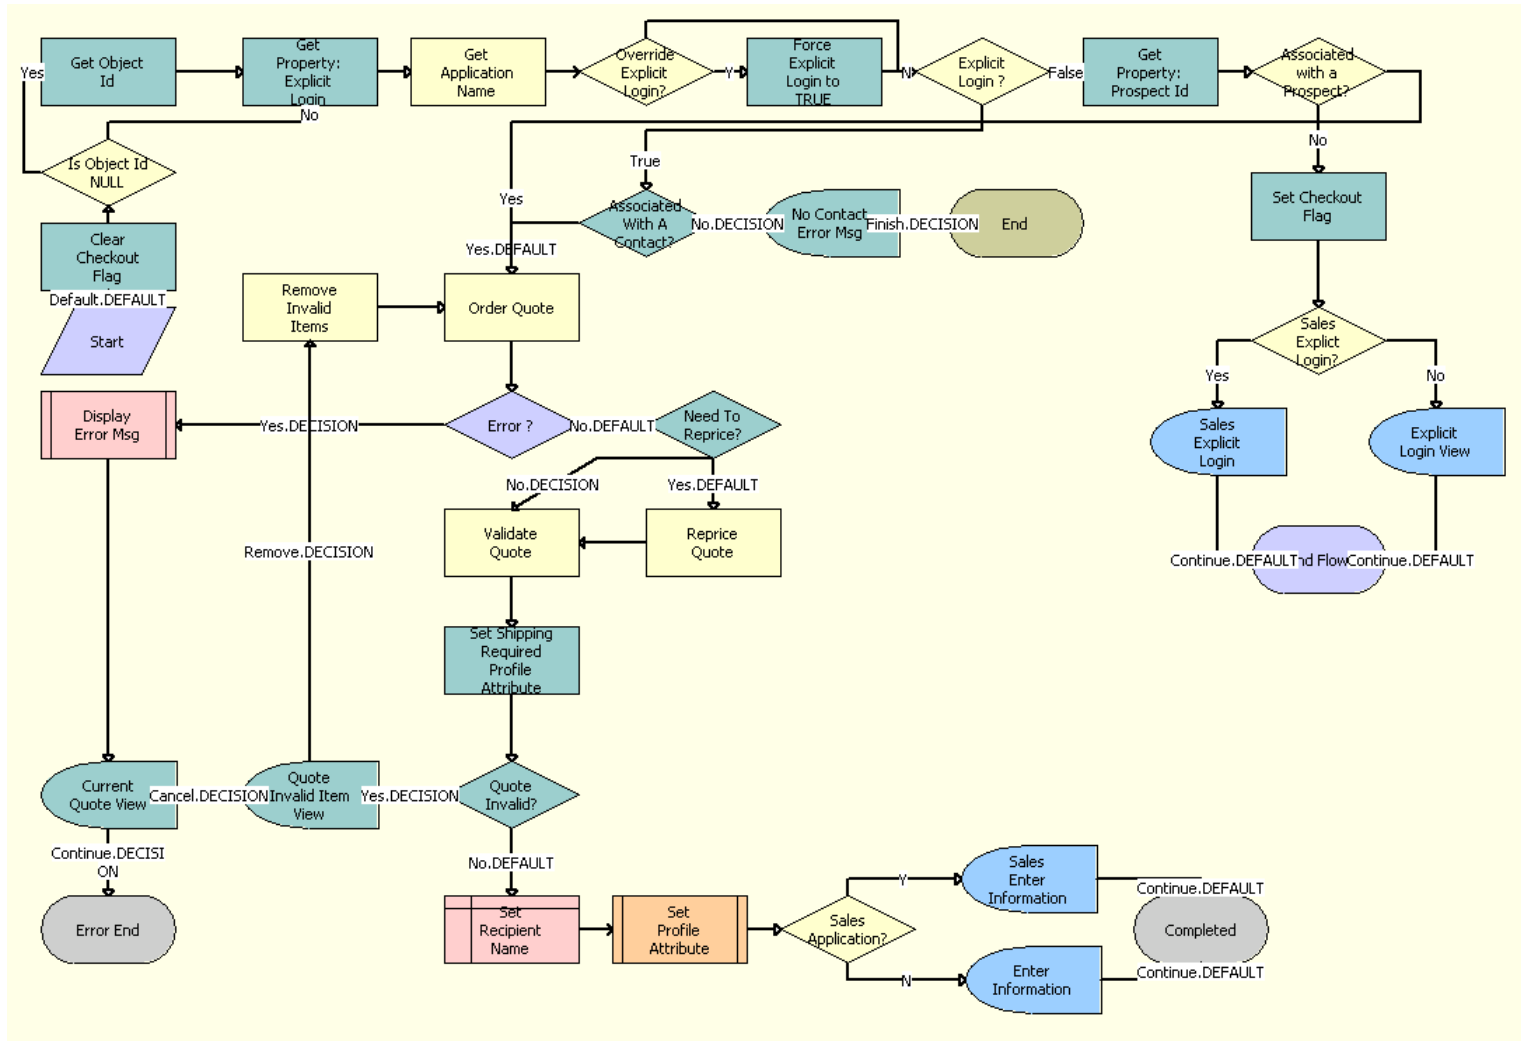 Get Object
Id
Get
Property:
Explicit
Login
Get
Application
Name
Override
Explicit
Login?
Y
Force
Explicit
Login to
TRUE
N
Explicit
Login ?
False
Get
Property:
Prospect Id
Associated
with a
Prospect?
Yes
No
Is Object Id
NULL
True
Yes
No
Clear
Checkout
Flag
Default.DEFAULT
Start
Associated
With A
Contact?
No.DECISION
No Contact
Error Msg
Finish.DECISION
End
Set Checkout
Flag
Yes.DEFAULT
Remove
Invalid
Items
Order Quote
Sales
Explict
Login?
Yes
No
Display
Error Msg
Yes.DECISION
Error ?
No.DEFAULT
Need To
Reprice?
Sales
Explicit
Login
Explicit
Login View
No.DECISION
Yes.DEFAULT
Validate
Quote
Reprice
Quote
Remove.DECISION
Continue.DEFAULT
nd Flow
Continue.DEFAULT
Set Shipping
Required
Profile
Attribute
Current
Quote View
Cancel.DECISION
Quote
Invalid Item
View
Yes.DECISION
Quote
Invalid?
Continue.DECISI
ON
No.DEFAULT
Error End
Set
Recipient
Name
Set
Profile
Attribute
Sales
Application?
Y
Sales
Enter
Information
Continue.DEFAULT
Completed
N
Enter
Information
Continue.DEFAULT